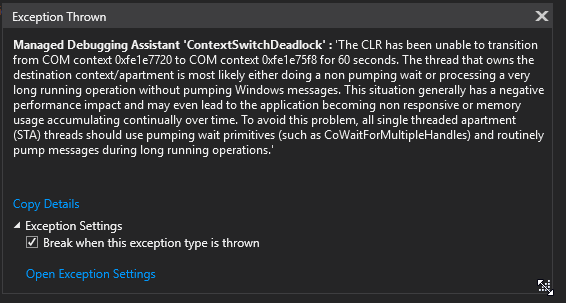 Exception Thrown
Managed Debugging Assistant 'ContextSwitchDeadlock' : 'The CLR has been unable to transition
from COM context 0xfe1e7720 to COM context 0xfe1e75f8 for 60 seconds. The thread that owns the
destination context/apartment is most likely either doing a non pumping wait or processing a very
long running operation without pumping Windows messages. This situation generally has a negative
performance impact and may even lead to the application becoming non responsive or memory
usage accumulating continually over time. To avoid this problem, all single threaded apartment
(STA) threads should use pumping wait primitives (such as CoWaitForMultipleHandles) and routinely
pump messages during long running operations.'
Copy Details
Exception Settings
Break when this exception type is thrown
Open Exception Settings